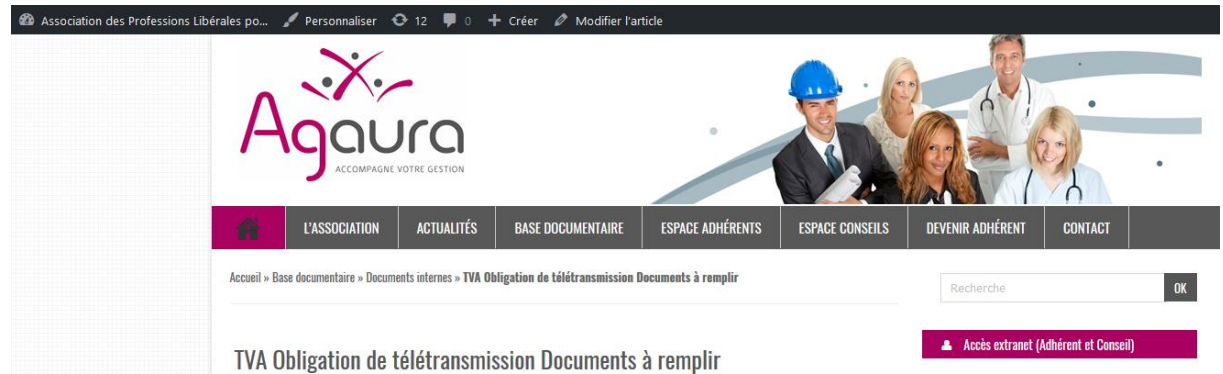 Association des Professions Libérales po... Personnaliser 12 0 + Créer Modifier l'article
Agaura
ACCOMPAGNE VOTRE GESTION
L'ASSOCIATION ACTUALITÉS BASE DOCUMENTAIRE ESPACE ADHÉRENTS ESPACE CONSEILS DEVENIR ADHÉRENT CONTACT
Accueil » Base documentaire » Documents internes » TVA Obligation de télétransmission Documents à remplir
Recherche OK
Accès extranet (Adhérent et Conseil)
TVA Obligation de télétransmission Documents à remplir